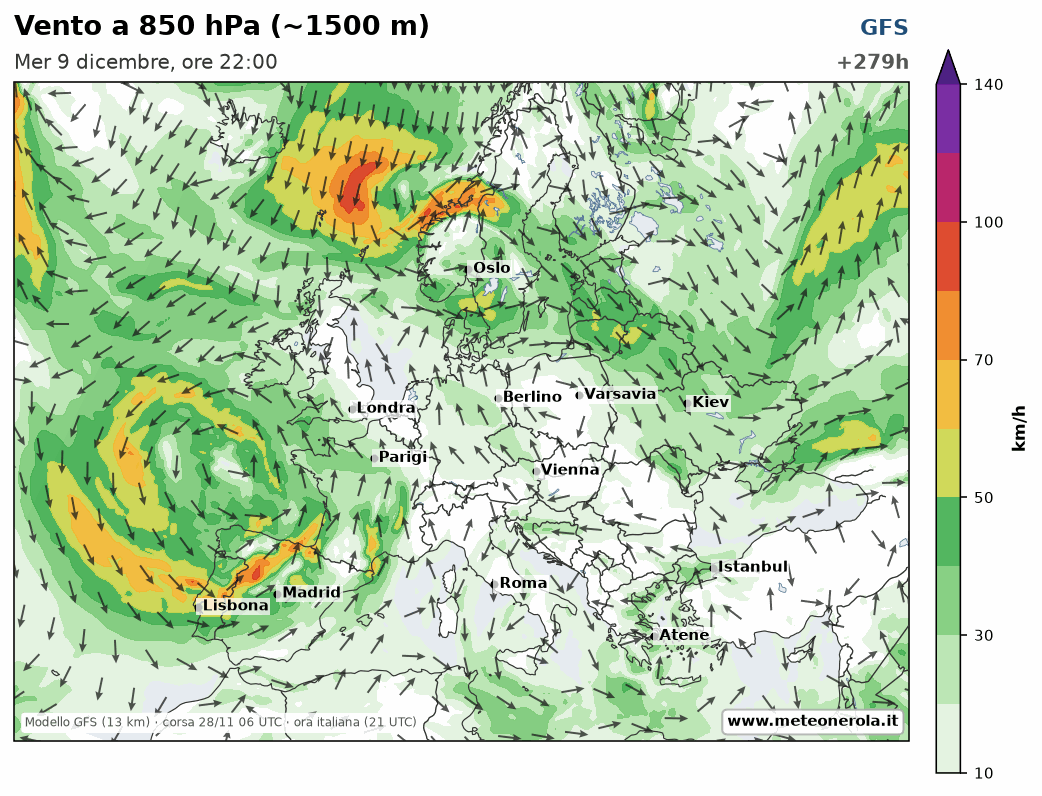 Vento a 850 hPa (~1500 m)
GFS
Mer 9 dicembre, ore 22:00
+279h
140
100
70
50
30
10
km/h
Oslo
Londra
Berlino
Varsavia
Kiev
Parigi
Vienna
Istanbul
Roma
Madrid
Lisbona
Atene
Modello GFS (13 km) · corsa 28/11 06 UTC · ora italiana (21 UTC)
www.meteonerola.it